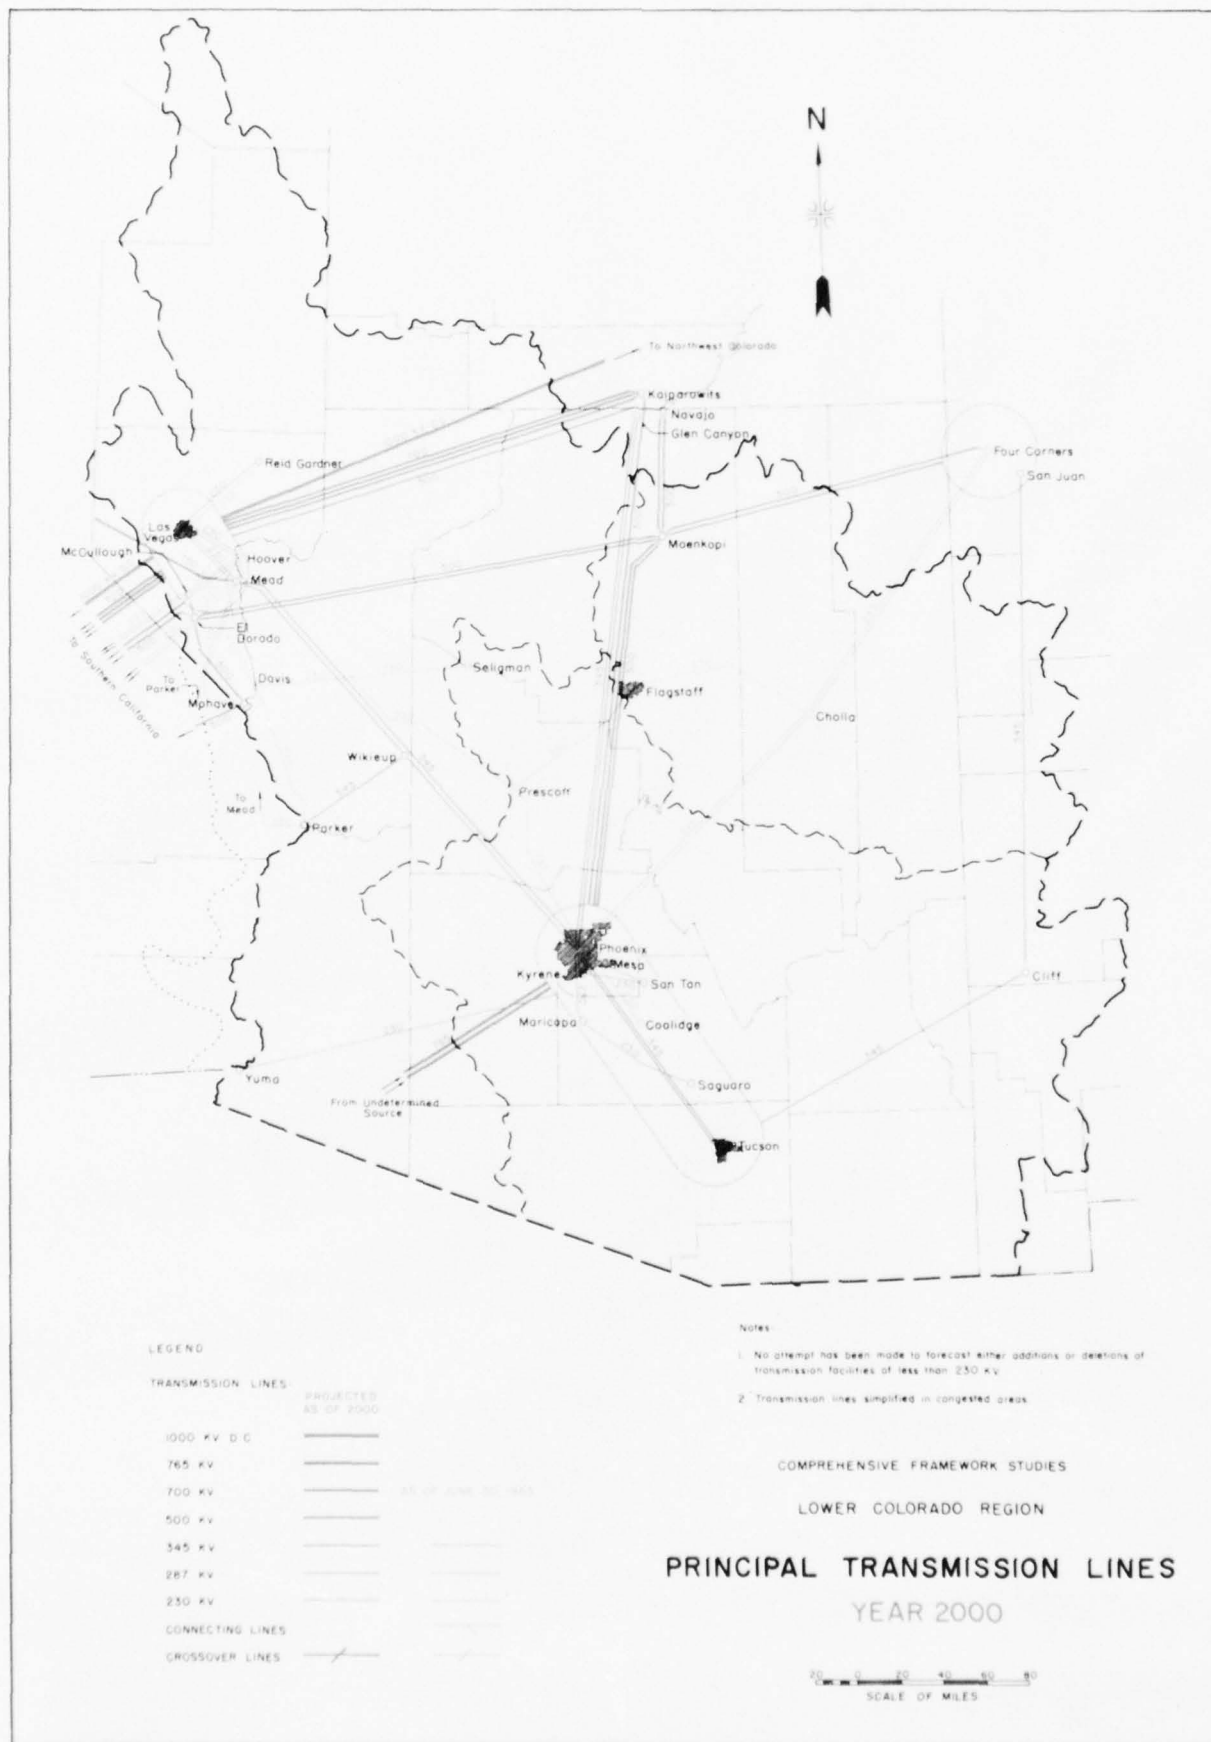 N
To Northwest Colorado
Kaiparowits
Navajo
Glen Canyon
Four Corners
San Juan
Reid Gardner
Las
Vegas
McCullough
Hoover
Mead
Moenkopi
El
Dorado
To Southern California
To
Parker
Davis
Mohave
Seligman
Flagstaff
Cholla
345
Wikieup
345
345
Prescott
To
Mead
Parker
Phoenix
Mesa
Kyrene
San Tan
Cliff
Maricopa
Coolidge
345
345
Saguaro
Yuma
From Undetermined
Source
Tucson
LEGEND
TRANSMISSION LINES
PROJECTED
AS OF 2000
1000 KV D C
765 KV
700 KV
500 KV
345 KV
287 KV
230 KV
CONNECTING LINES
CROSSOVER LINES
Notes
1. No attempt has been made to forecast either additions or deletions of
transmission facilities of less than 230 Kv
2 Transmission lines simplified in congested areas
COMPREHENSIVE FRAMEWORK STUDIES
LOWER COLORADO REGION
PRINCIPAL TRANSMISSION LINES
YEAR 2000
20 0 20 40 60 80
SCALE OF MILES